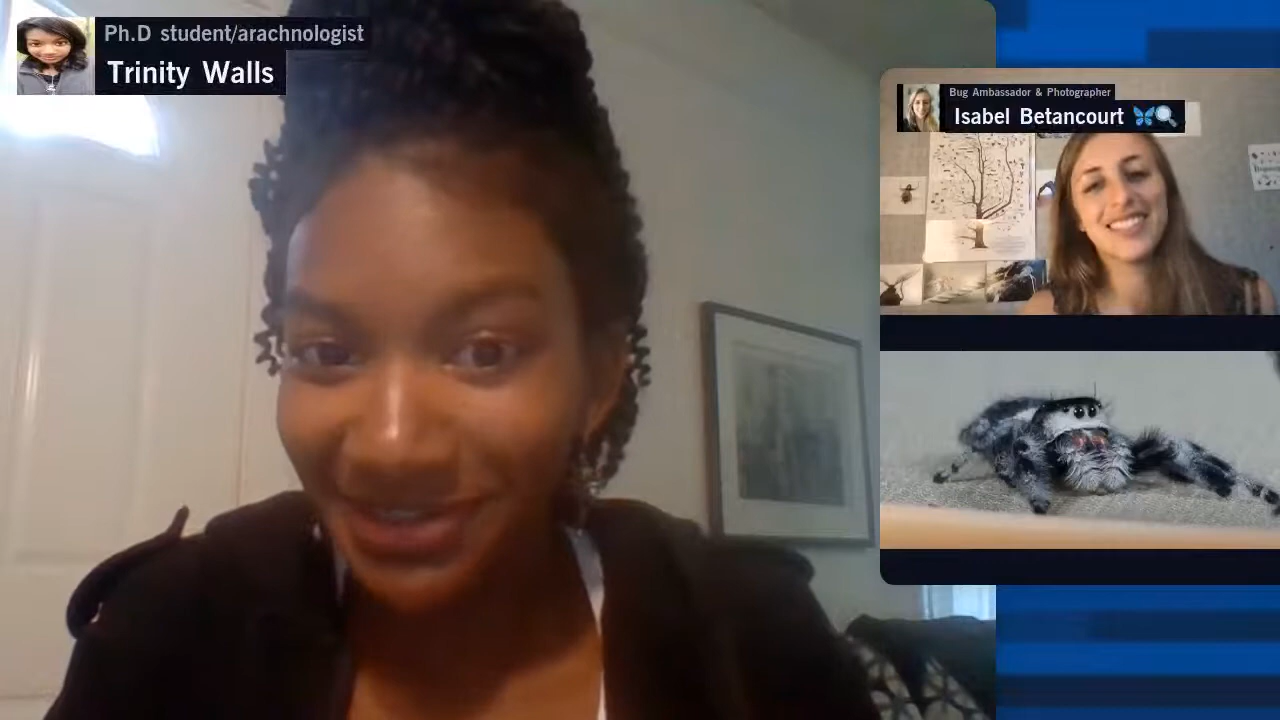 Ph.D student/arachnologist
Trinity Walls
Bug Ambassador & Photographer
Isabel Betancourt 🦋🔍